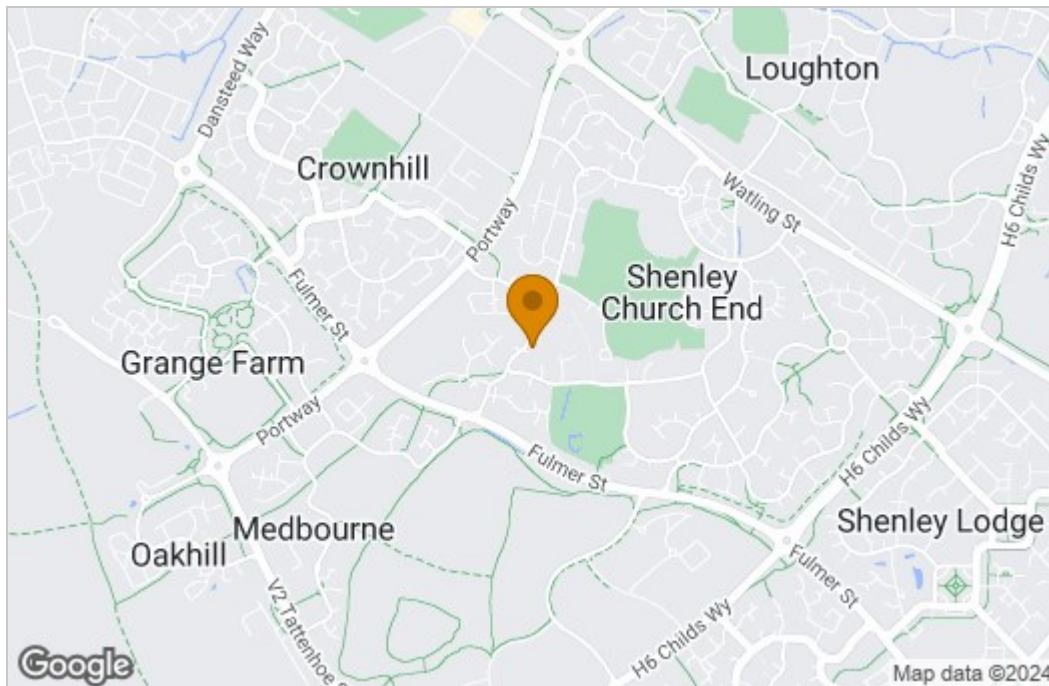 Dansteed Way
Loughton
Crownhill
Watling St
H6 Childs Wy
Portway
Shenley
Church End
Fulmer St
Grange Farm
Portway
H6 Childs Wy
Fulmer St
Medbourne
Shenley Lodge
Oakhill
Fulmer St
V2 Tattenhoe
H6 Childs Wy
Google
Map data ©2024